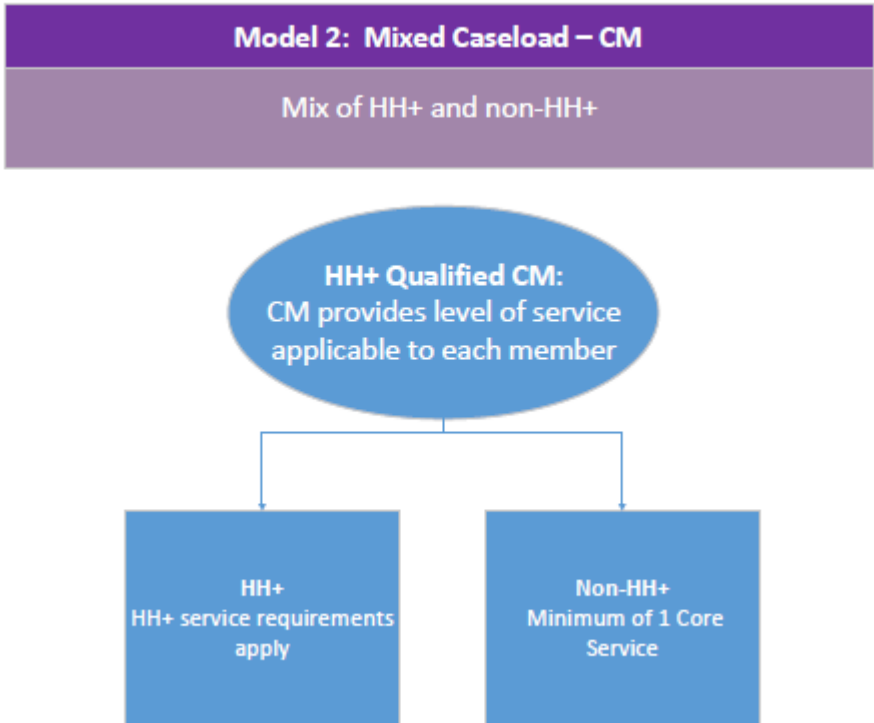 Model 2:  Mixed Caseload – CM
Mix of HH+ and non-HH+
HH+ Qualified CM:
CM provides level of service
applicable to each member
HH+
HH+ service requirements
apply
Non-HH+
Minimum of 1 Core
Service